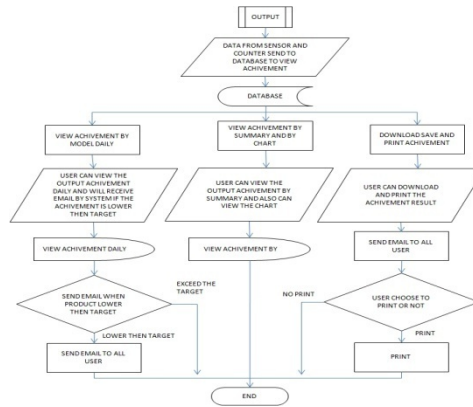 OUTPUT
DATA FROM SENSOR AND
COUNTER SEND TO
DATABASE TO VIEW
ACHIVEMENT
DATABASE
VIEW ACHIVEMENT BY
MODEL DAILY
VIEW ACHIVEMENT BY
SUMMARY AND BY
CHART
DOWNLOAD SAVE AND
PRINT ACHIVEMENT
USER CAN VIEW THE
OUTPUT ACHIVEMENT
DAILY AND WILL RECEIVE
EMAIL BY SYSTEM IF THE
ACHIVEMENT IS LOWER
THEN TARGET
USER CAN VIEW THE
OUTPUT ACHIVEMENT BY
SUMMARY AND ALSO CAN
VIEW THE CHART
USER CAN DOWNLOAD
AND PRINT THE
ACHIVEMENT RESULT
VIEW ACHIVEMENT DAILY
VIEW ACHIVEMENT BY
SEND EMAIL TO ALL
USER
SEND EMAIL WHEN
PRODUCT LOWER
THEN TARGET
EXCEED THE
TARGET
NO PRINT
USER CHOOSE TO
PRINT OR NOT
LOWER THEN TARGET
PRINT
SEND EMAIL TO ALL
USER
PRINT
END